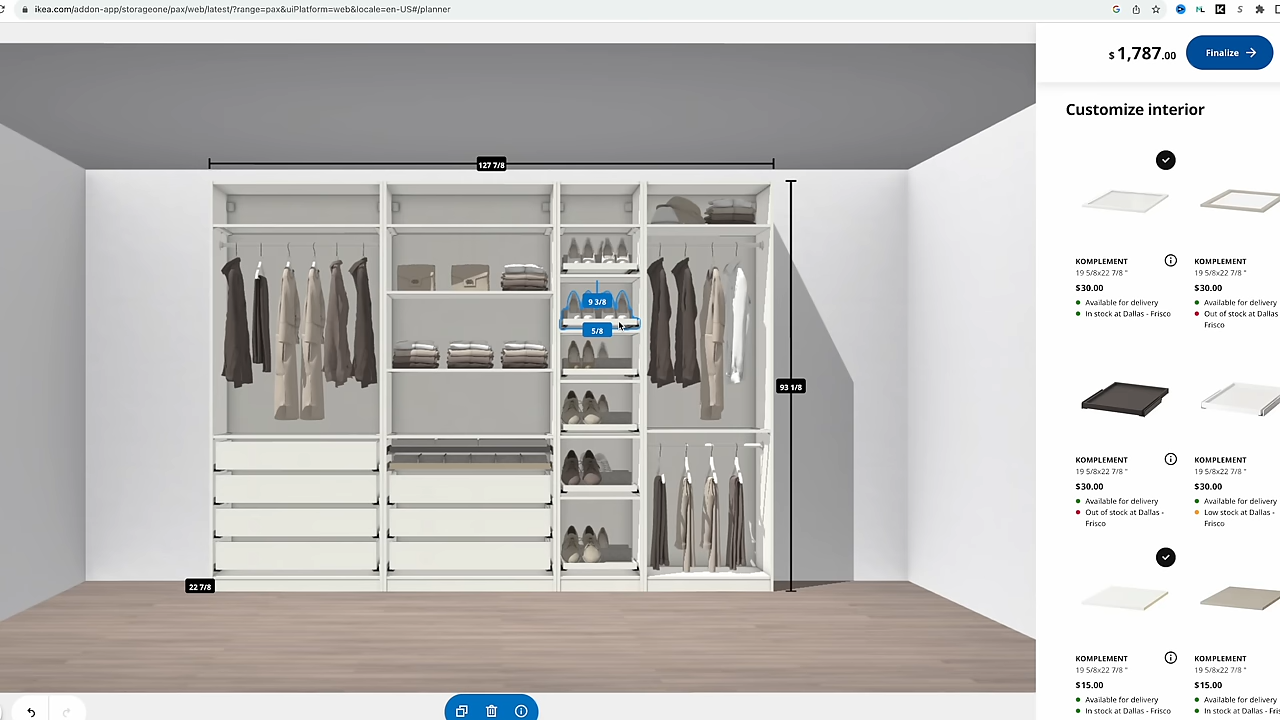 ikea.com/addon-app/storageone/pax/web/latest/?range=pax&uiPlatform=web&locale=en-US#/planner
$ 1,787.00
Finalize
Customize interior
127 7/8
9 3/8
5/8
93 1/8
22 7/8
KOMPLEMENT
19 5/8x22 7/8 "
$30.00
Available for delivery
In stock at Dallas - Frisco
KOMPLEMENT
19 5/8x22 7/8 "
$30.00
Available for delivery
Out of stock at Dallas -
Frisco
KOMPLEMENT
19 5/8x22 7/8 "
$30.00
Available for delivery
Out of stock at Dallas -
Frisco
KOMPLEMENT
19 5/8x22 7/8 "
$30.00
Available for delivery
Low stock at Dallas -
Frisco
KOMPLEMENT
19 5/8x22 7/8 "
$15.00
Available for delivery
In stock at Dallas - Frisco
KOMPLEMENT
19 5/8x22 7/8 "
$15.00
Available for delivery
In stock at Dallas - Fris